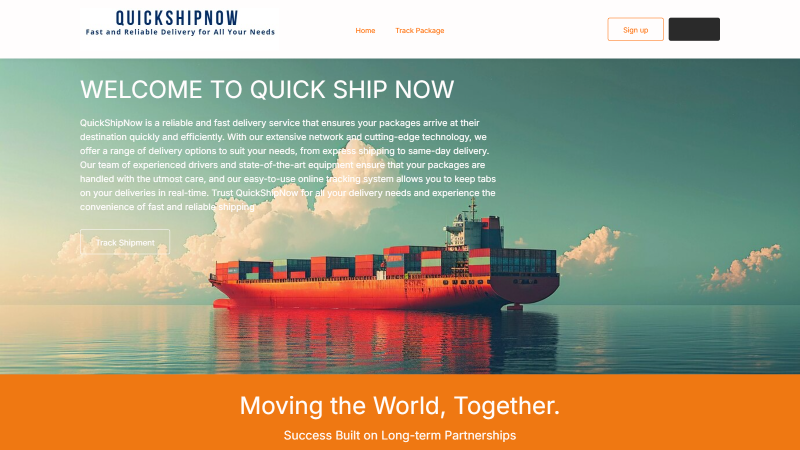 QUICKSHIPNOW
Fast and Reliable Delivery for All Your Needs
Home
Track Package
Sign up
WELCOME TO QUICK SHIP NOW
QuickShipNow is a reliable and fast delivery service that ensures your packages arrive at their
destination quickly and efficiently. With our extensive network and cutting-edge technology, we
offer a range of delivery options to suit your needs, from express shipping to same-day delivery.
Our team of experienced drivers and state-of-the-art equipment ensure that your packages are
handled with the utmost care, and our easy-to-use online tracking system allows you to keep tabs
on your deliveries in real-time. Trust QuickShipNow for all your delivery needs and experience the
convenience of fast and reliable shipping
Track Shipment
Moving the World, Together.
Success Built on Long-term Partnerships